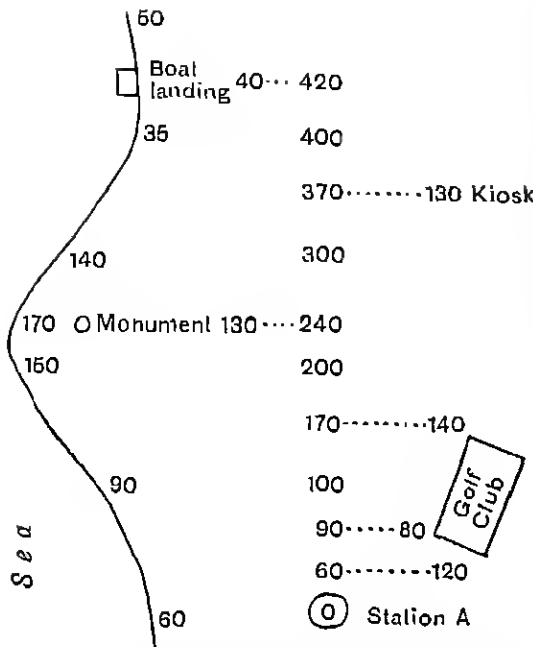 50
Boat
landing 40 ···· 420
35 400
370 ········ 130 Kiosk
140 300
170 O Monument 130 ···· 240
150 200
170 ········ 140
90 100
Golf
Club
90 ····· 80
60 ········ 120
Sea
60 O Station A